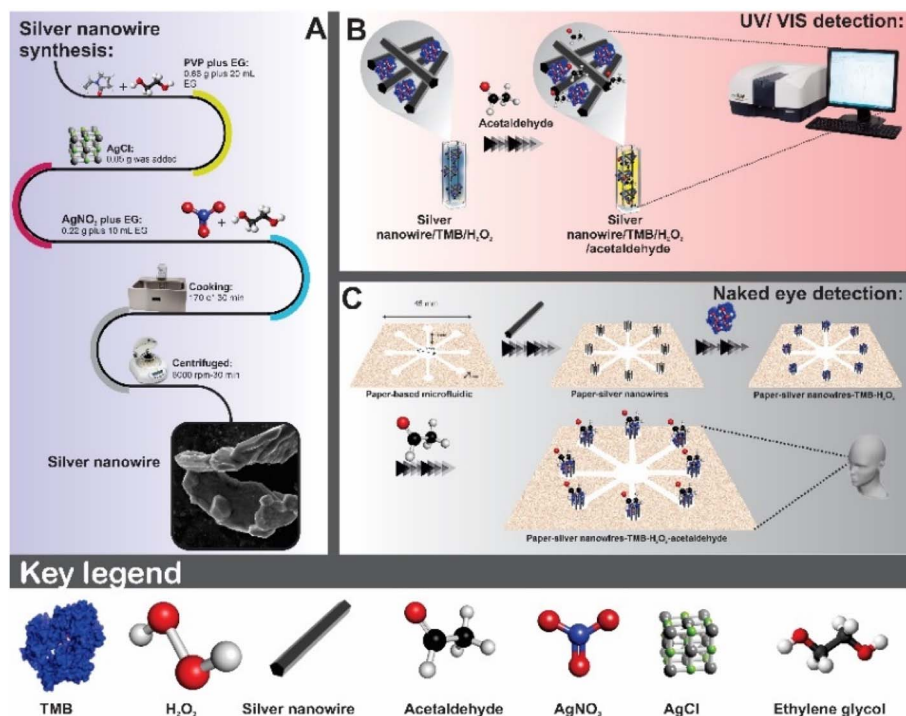 Silver nanowire
synthesis:
A
PVP plus EG:
0.68 g plus 20 mL
EG
AgCl:
0.05 g was added
AgNO₃ plus EG:
0.22 g plus 10 mL EG
Cooking:
170 of 30 min
Centrifuged:
6000 rpm-30 min
Silver nanowire
B
UV/ VIS detection:
Acetaldehyde
Silver
nanowire/TMB/H₂O₂
Silver
nanowire/TMB/H₂O₂
/acetaldehyde
C
Naked eye detection:
Paper-based microfluidic
Paper-silver nanowires
Paper-silver nanowires-TMB-H₂O₂
Paper-silver nanowires-TMB-H₂O₂-acetaldehyde
Key legend
TMB
H₂O₂
Silver nanowire
Acetaldehyde
AgNO₃
AgCl
Ethylene glycol